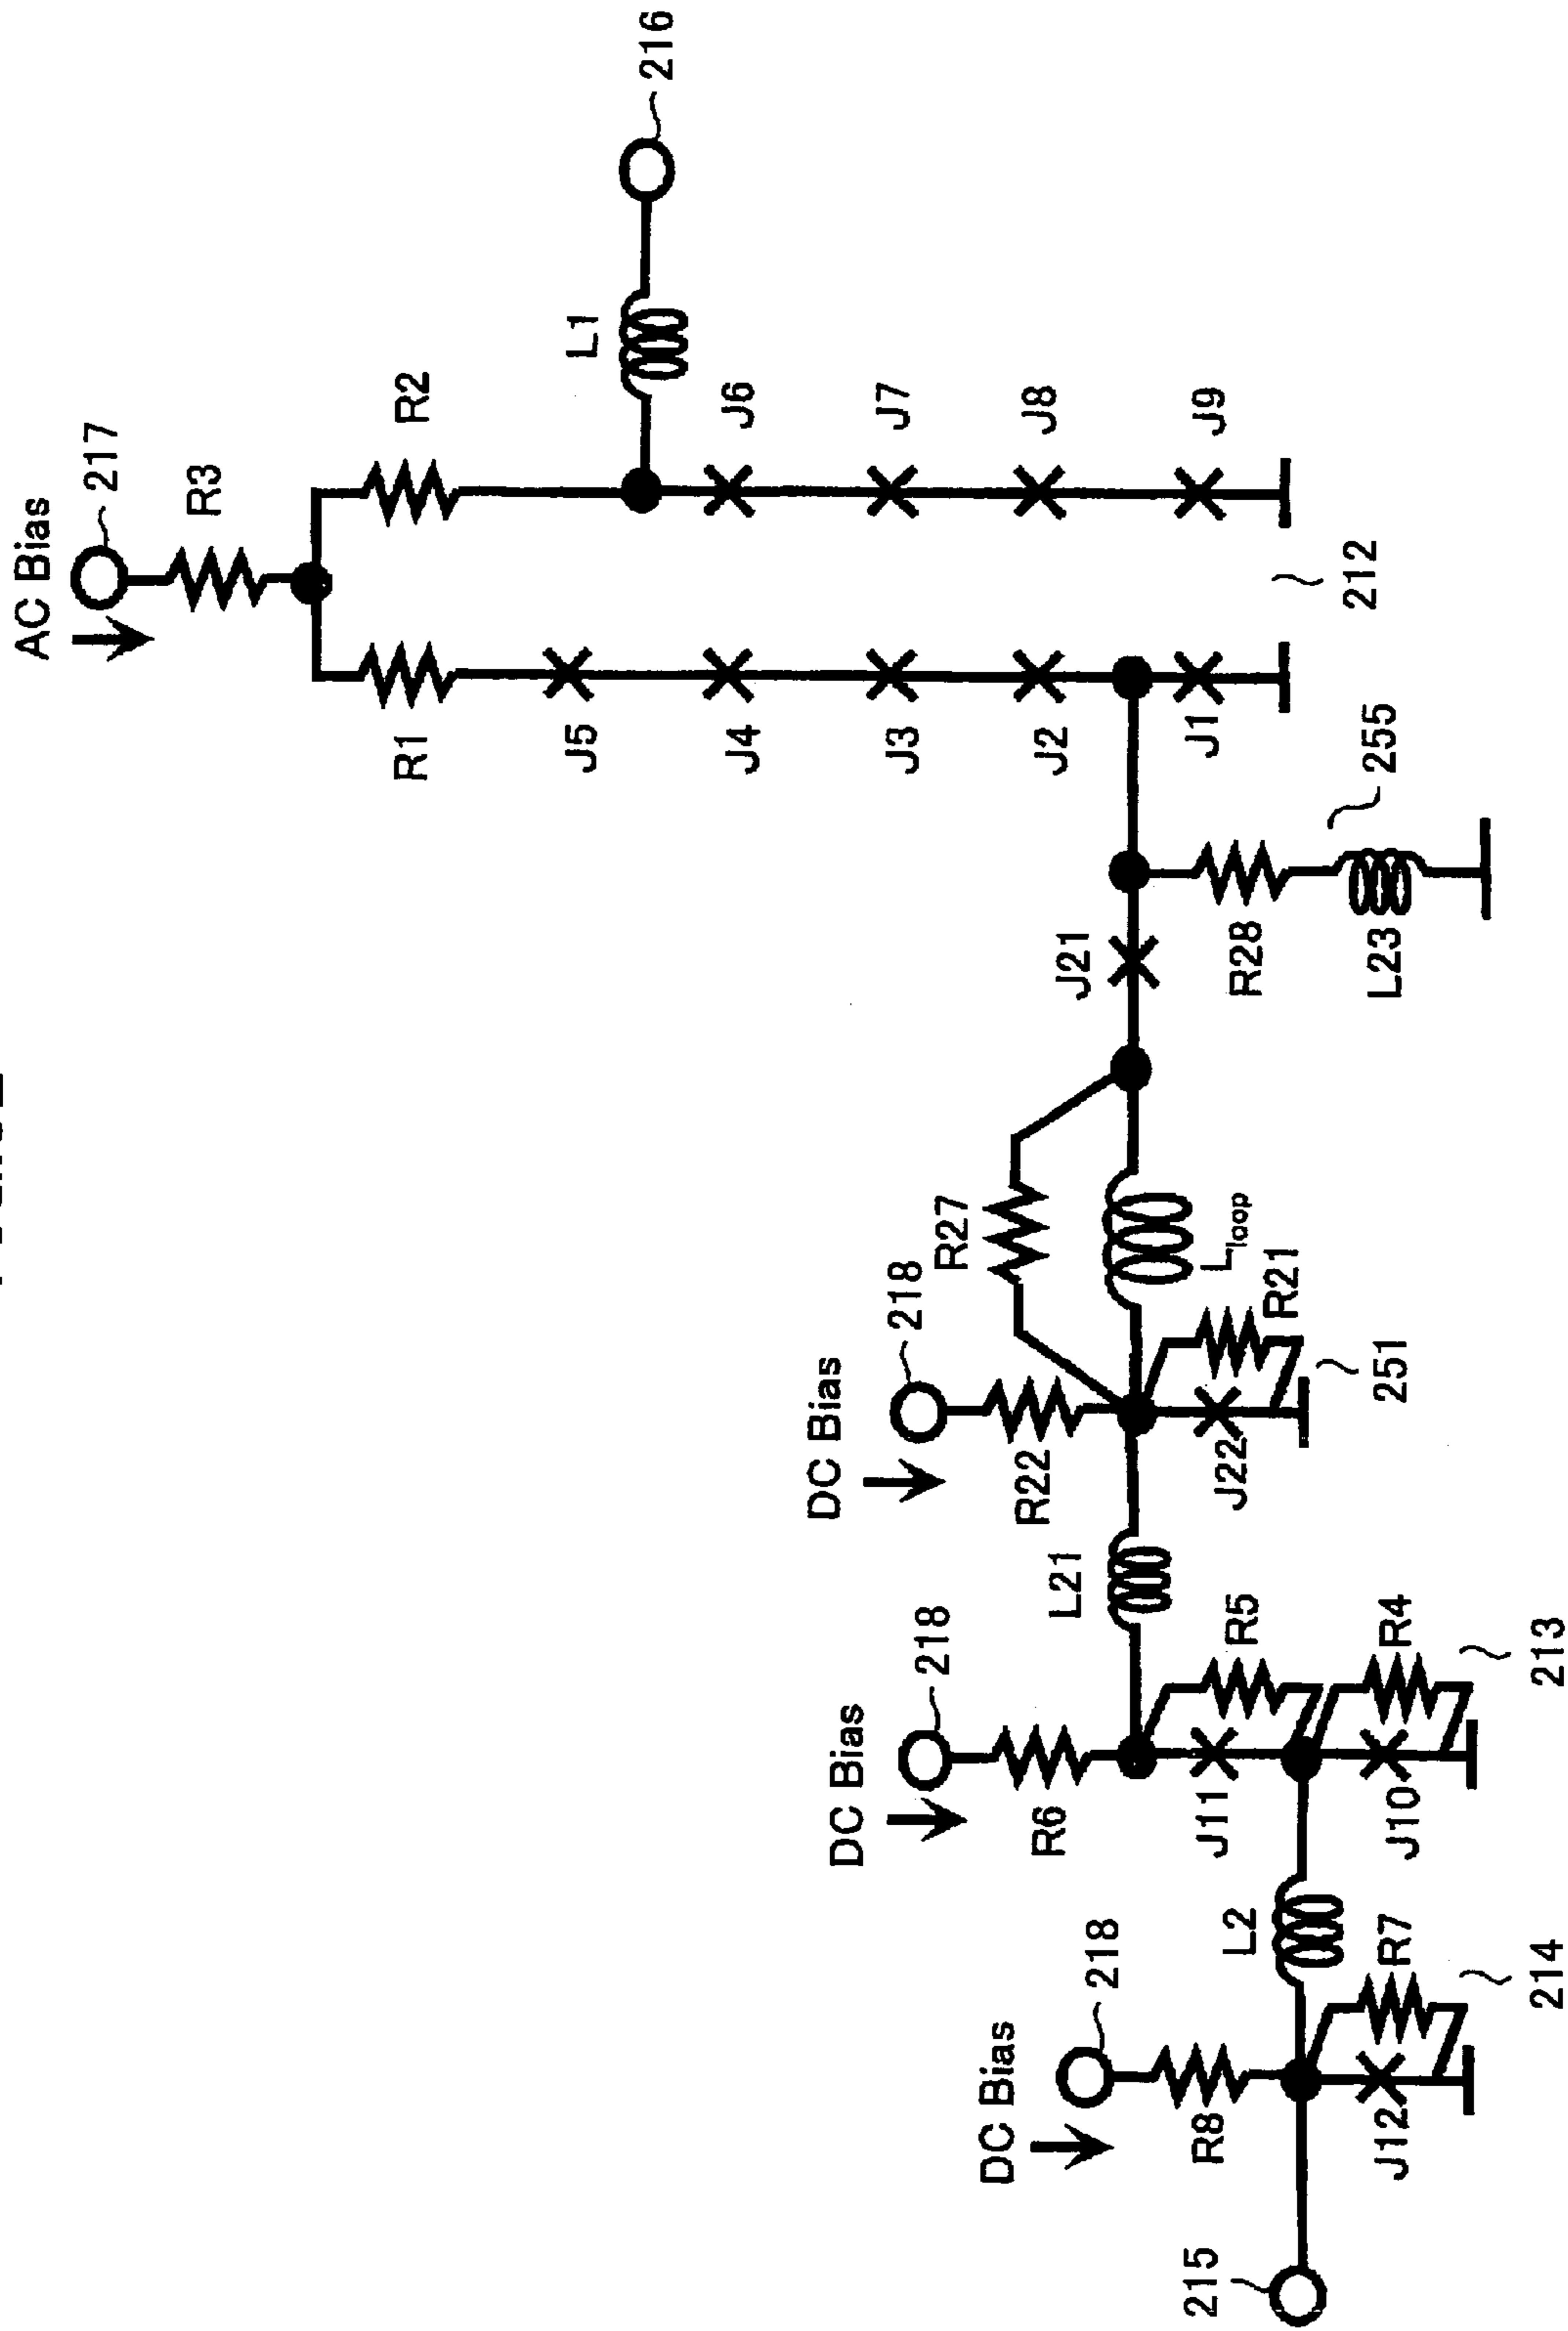 AC Bias
217
R3
R1
R2
L1
216
J5
J4
J3
J2
J1
J6
J7
J8
J9
212
J21
R28
L23
255
R27
L
loop
DC Bias
218
R22
J22
R21
251
L21
DC Bias
218
R6
J11
R5
J10
R4
213
L2
DC Bias
218
R8
J12
R7
214
215